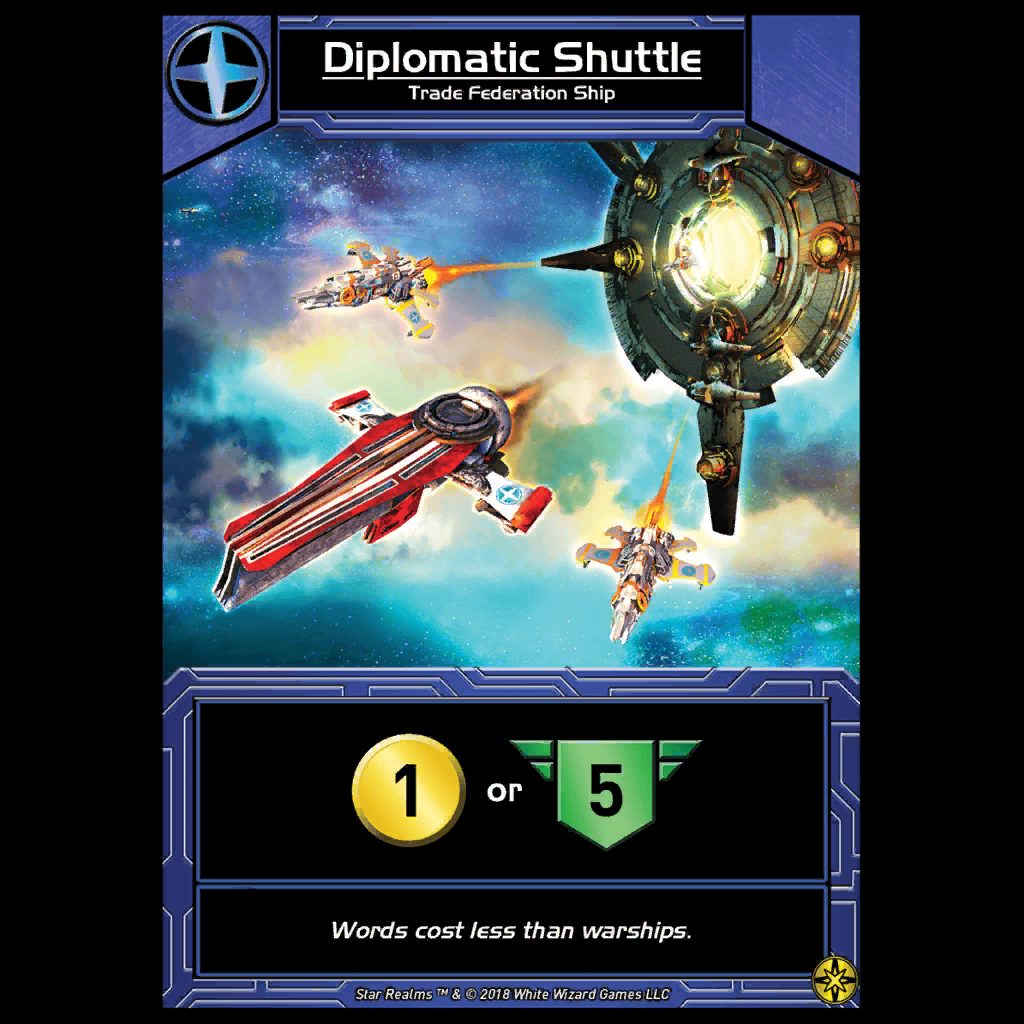 Diplomatic Shuttle
Trade Federation Ship
1 or 5
Words cost less than warships.
Star Realms ™ & © 2018 White Wizard Games LLC